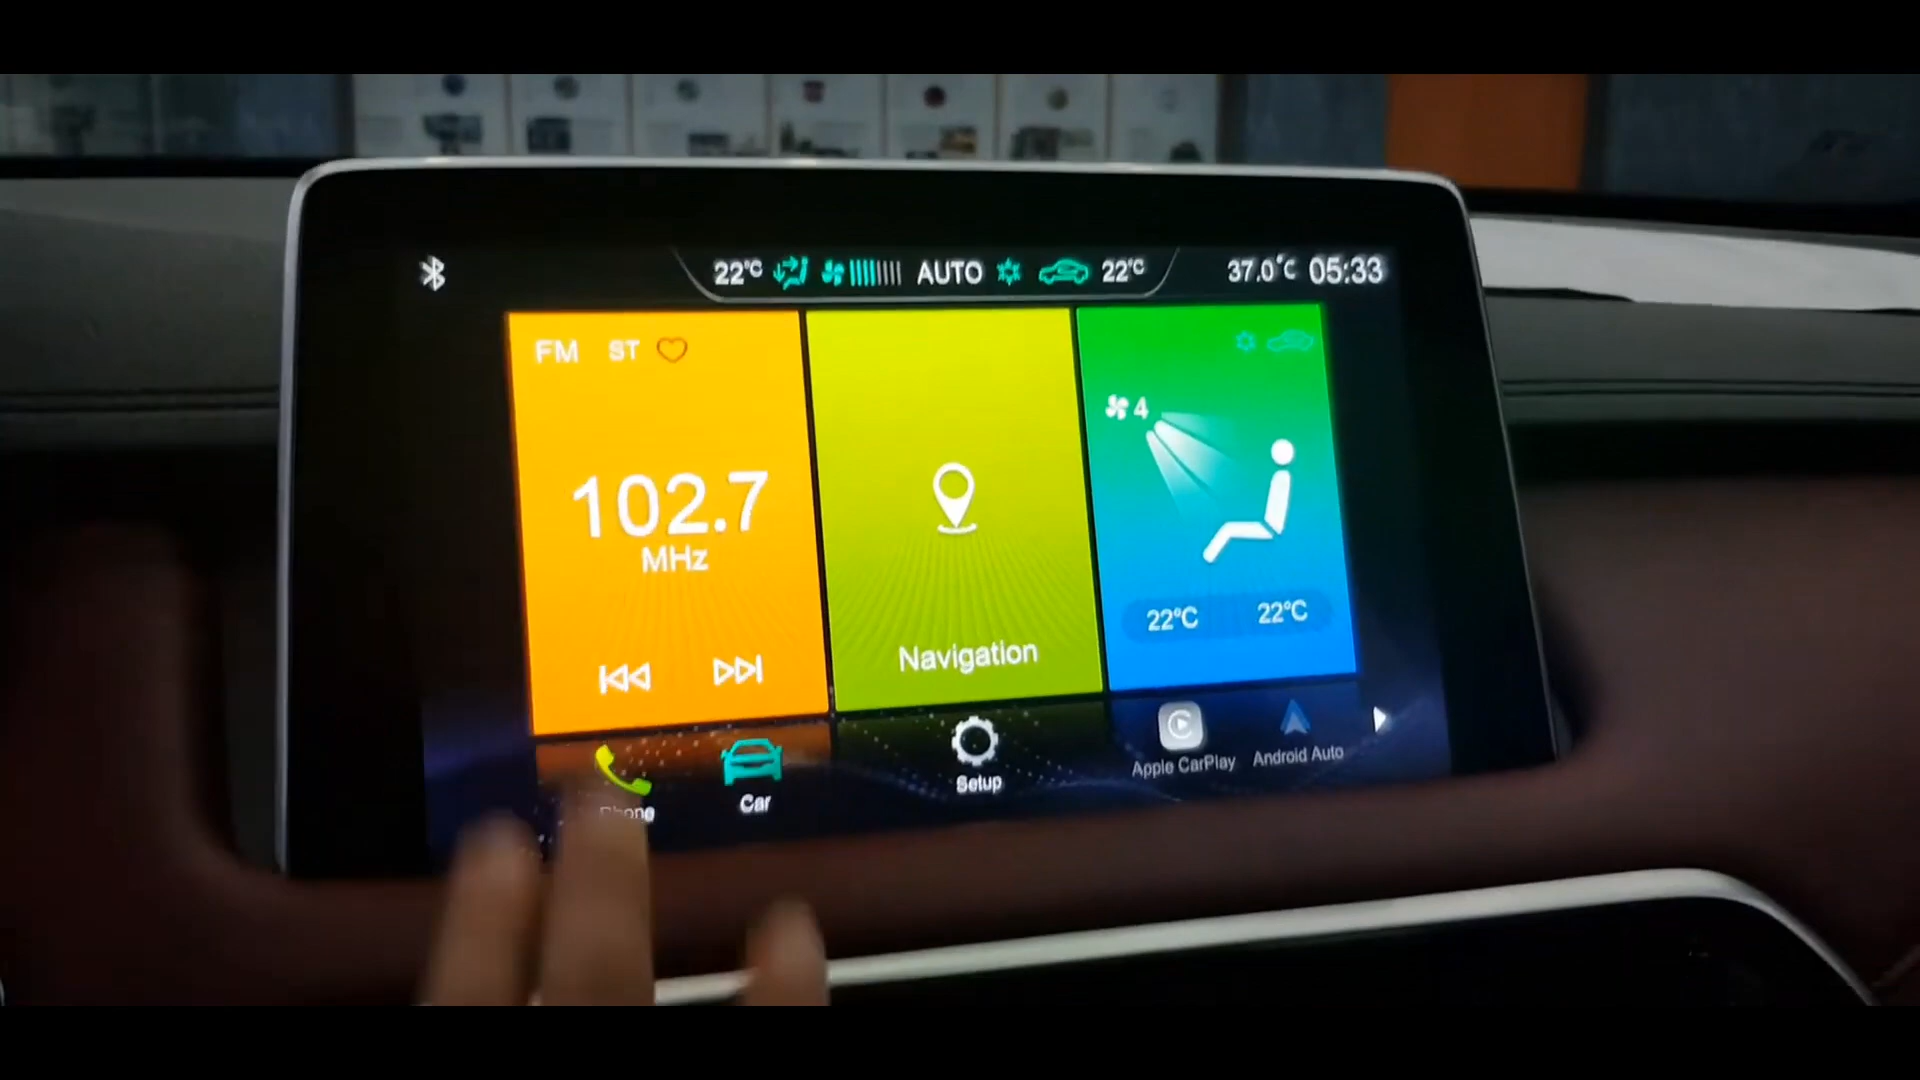 22°C AUTO 22°C 37.0°C 05:33
FM ST
102.7
MHz
Navigation
4
22°C 22°C
Phone
Car
Setup
Apple CarPlay
Android Auto